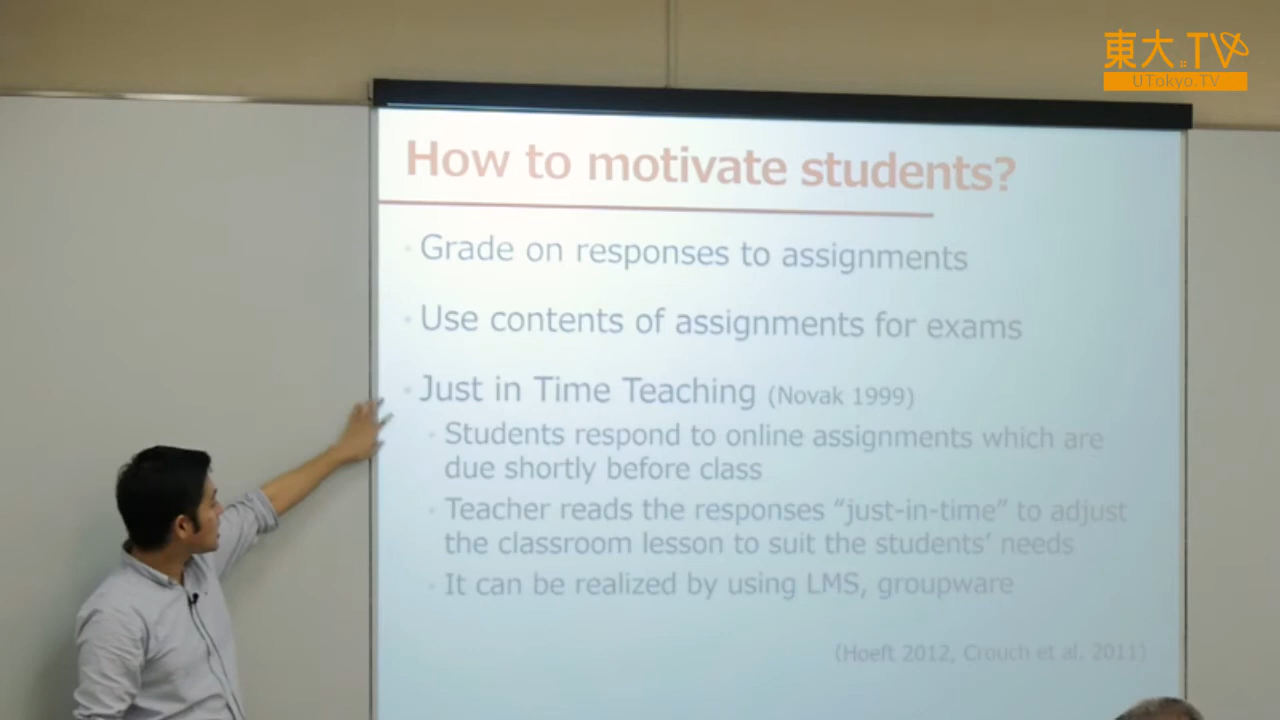 東大.TV
UTokyo.TV
How to motivate students?
Grade on responses to assignments
Use contents of assignments for exams
Just in Time Teaching (Novak 1999)
Students respond to online assignments which are
due shortly before class
Teacher reads the responses “just-in-time” to adjust
the classroom lesson to suit the students’ needs
It can be realized by using LMS, groupware
(Hoeft 2012, Crouch et al. 2011)